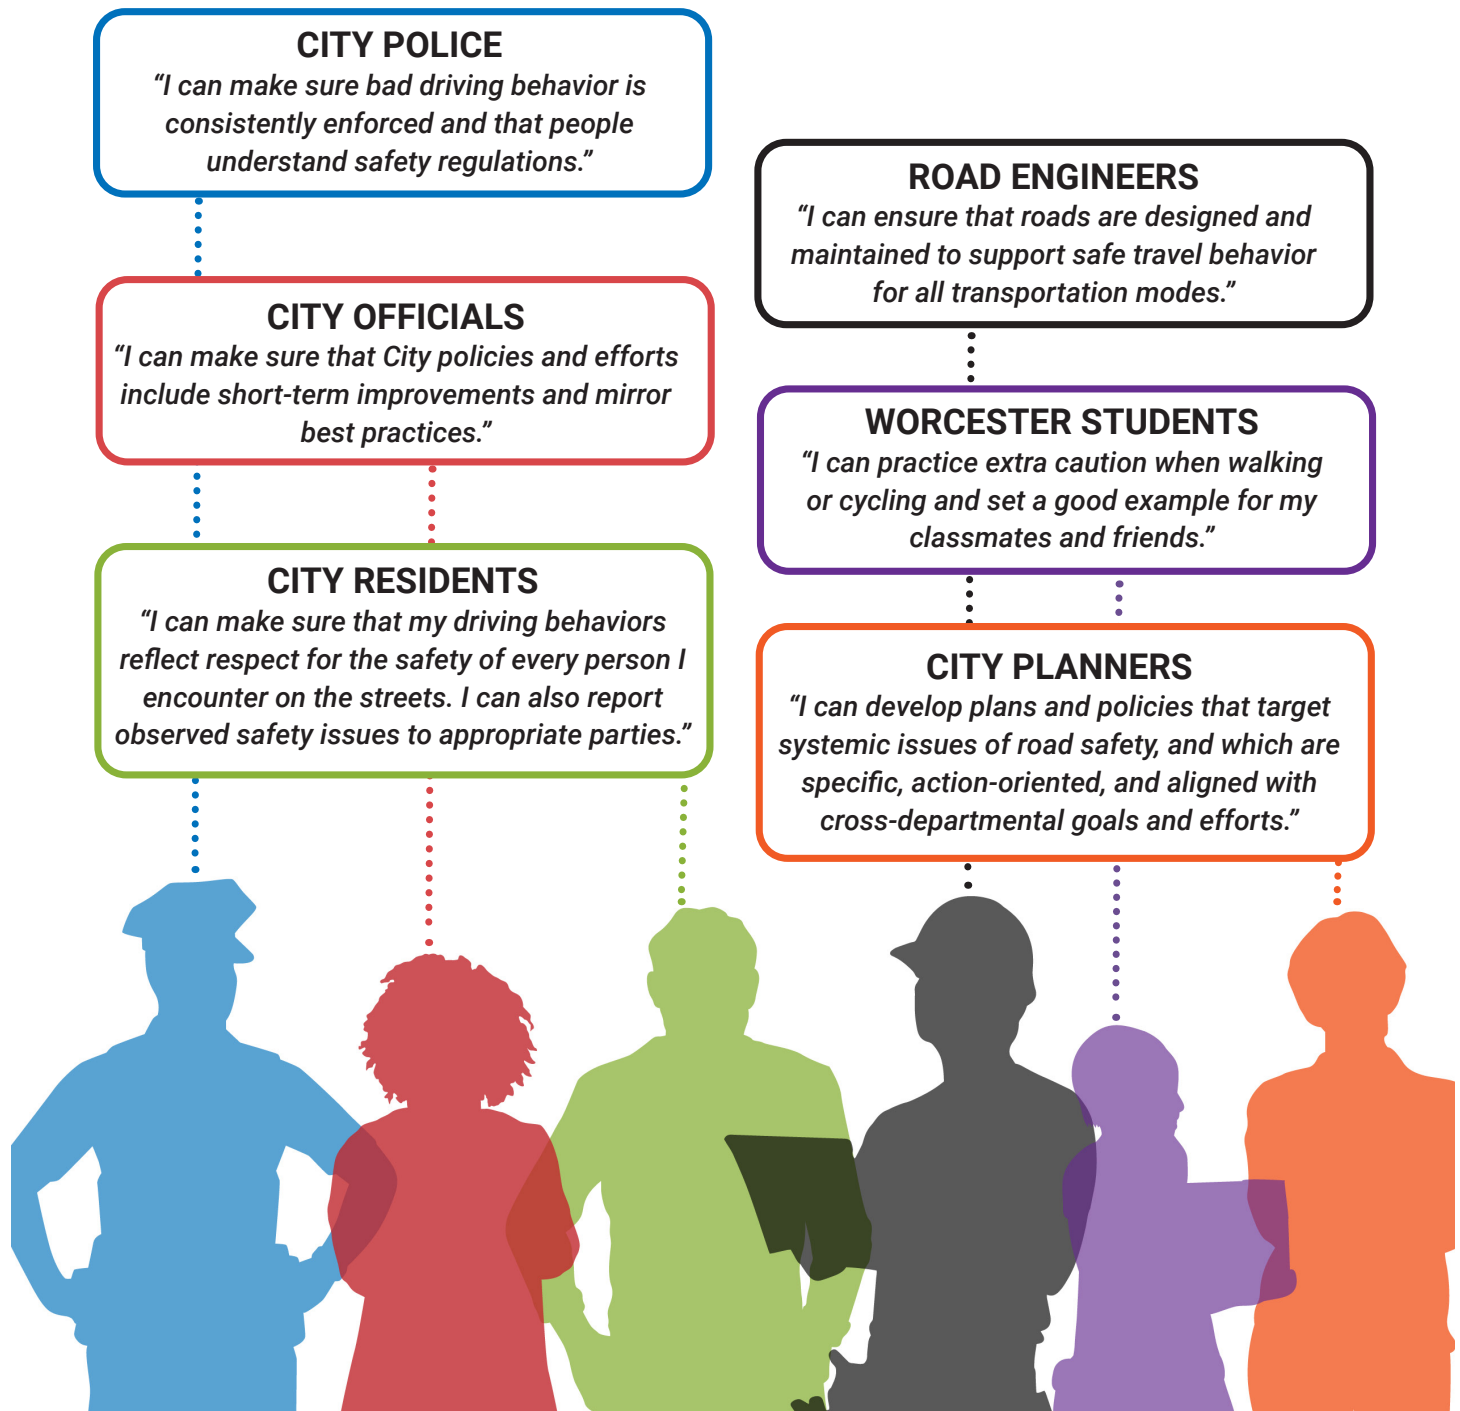 CITY POLICE
“I can make sure bad driving behavior is
consistently enforced and that people
understand safety regulations.”
CITY OFFICIALS
“I can make sure that City policies and efforts
include short-term improvements and mirror
best practices.”
CITY RESIDENTS
“I can make sure that my driving behaviors
reflect respect for the safety of every person I
encounter on the streets. I can also report
observed safety issues to appropriate parties.”
ROAD ENGINEERS
“I can ensure that roads are designed and
maintained to support safe travel behavior
for all transportation modes.”
WORCESTER STUDENTS
“I can practice extra caution when walking
or cycling and set a good example for my
classmates and friends.”
CITY PLANNERS
“I can develop plans and policies that target
systemic issues of road safety, and which are
specific, action-oriented, and aligned with
cross-departmental goals and efforts.”